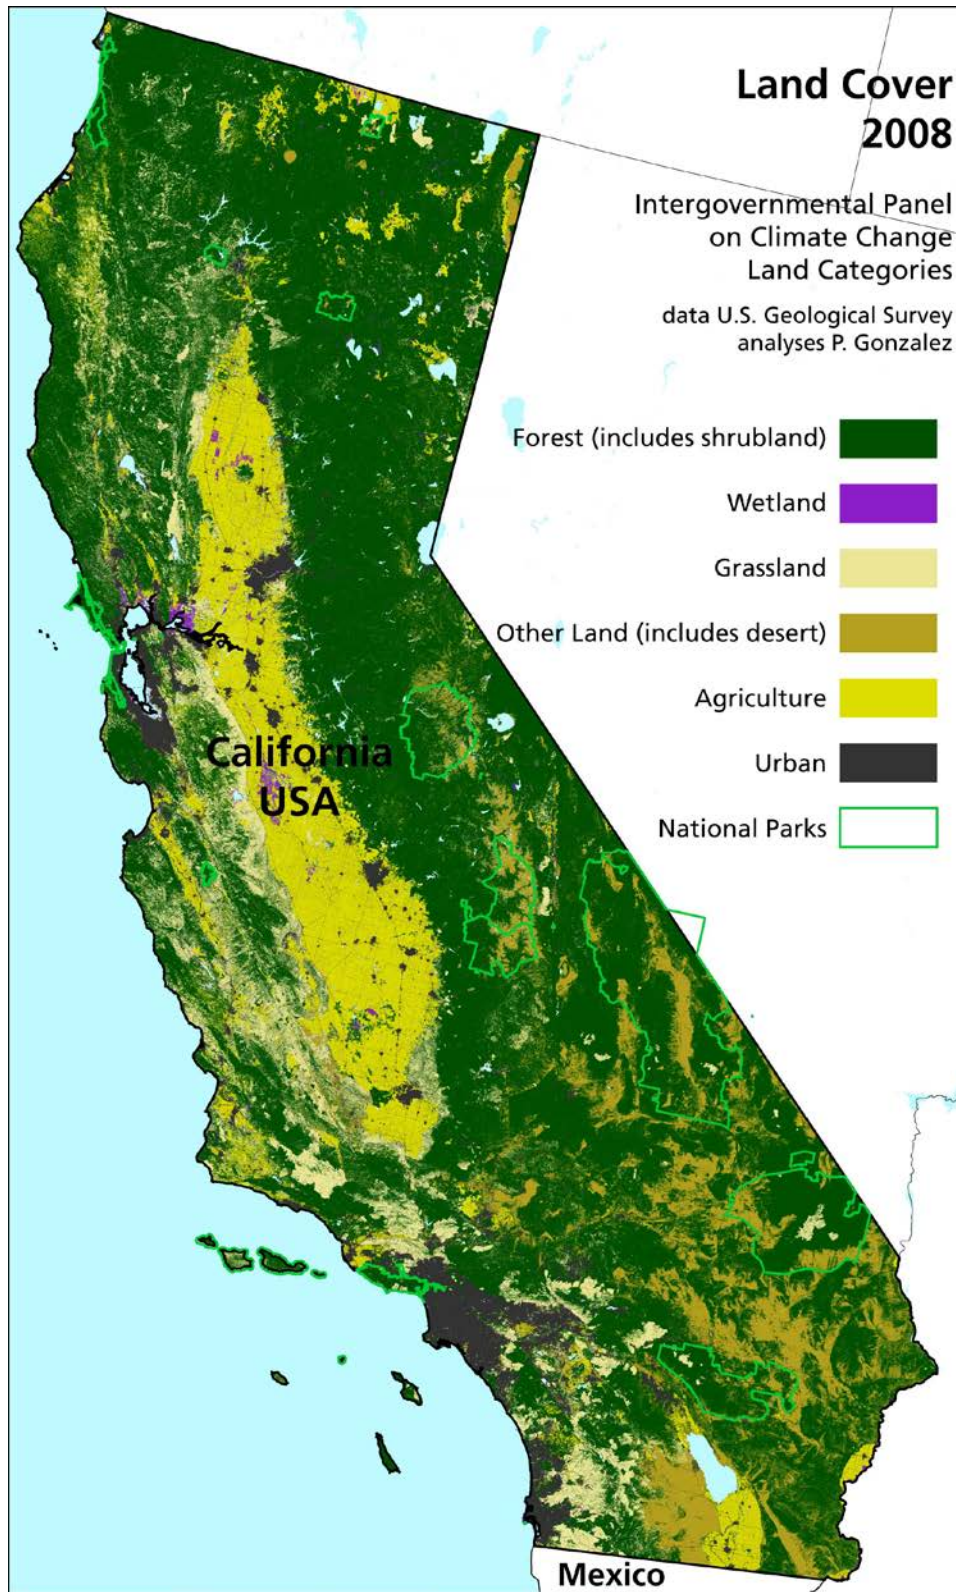 Land Cover
2008
Intergovernmental Panel
on Climate Change
Land Categories
data U.S. Geological Survey
analyses P. Gonzalez
Forest (includes shrubland)
Wetland
Grassland
Other Land (includes desert)
Agriculture
Urban
National Parks
California
USA
Mexico